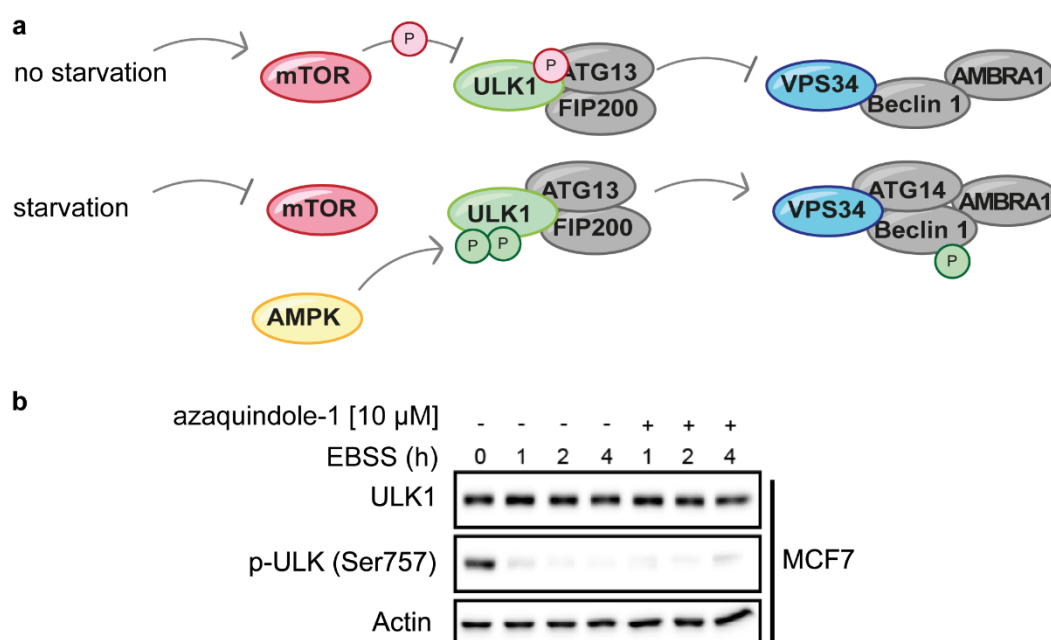 a
no starvation
mTOR
P
ULK1
P
ATG13
FIP200
VPS34
Beclin 1
AMBRA1
starvation
mTOR
ULK1
P P
ATG13
FIP200
AMPK
VPS34
ATG14
Beclin 1
AMBRA1
P
b
azaquindole-1 [10 µM] - - - - + + +
EBSS (h) 0 1 2 4 1 2 4
ULK1
p-ULK (Ser757)
Actin
MCF7